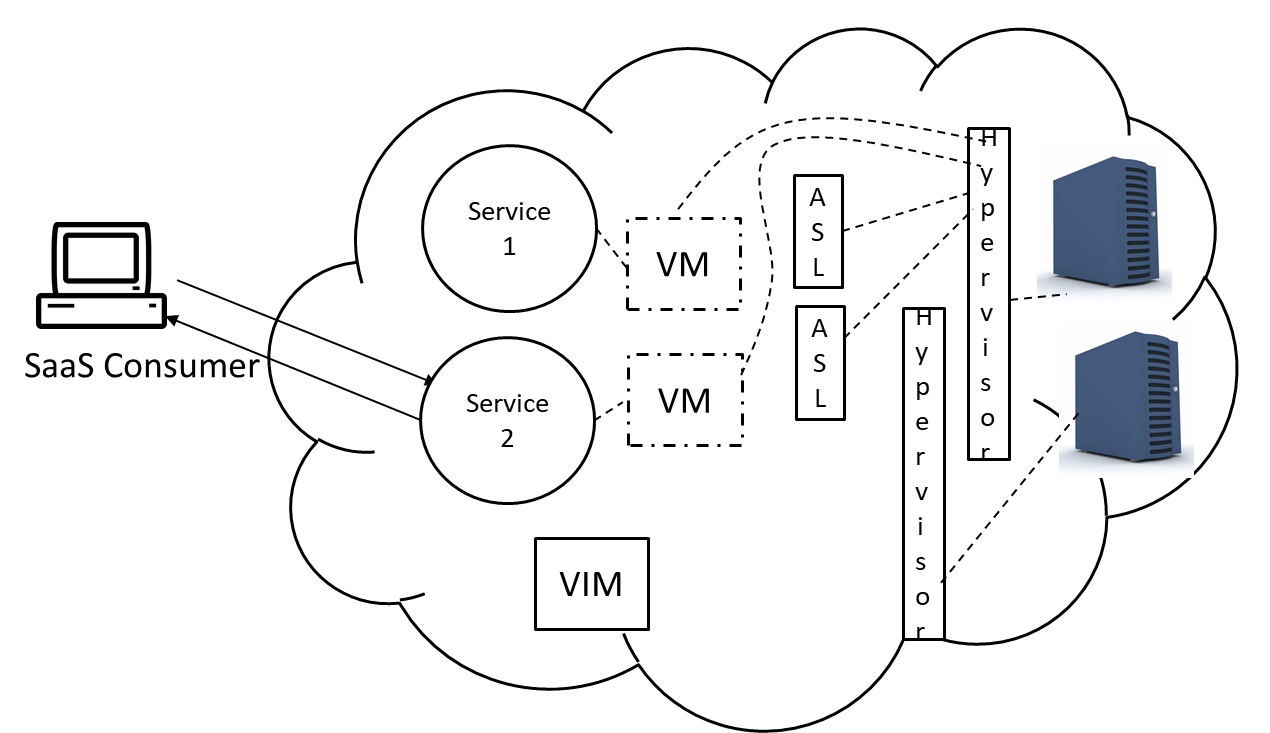 Service
1
VM
A
S
L
H
y
p
e
r
v
i
s
o
r
SaaS Consumer
Service
2
VM
A
S
L
H
y
p
e
r
v
i
s
o
r
VIM